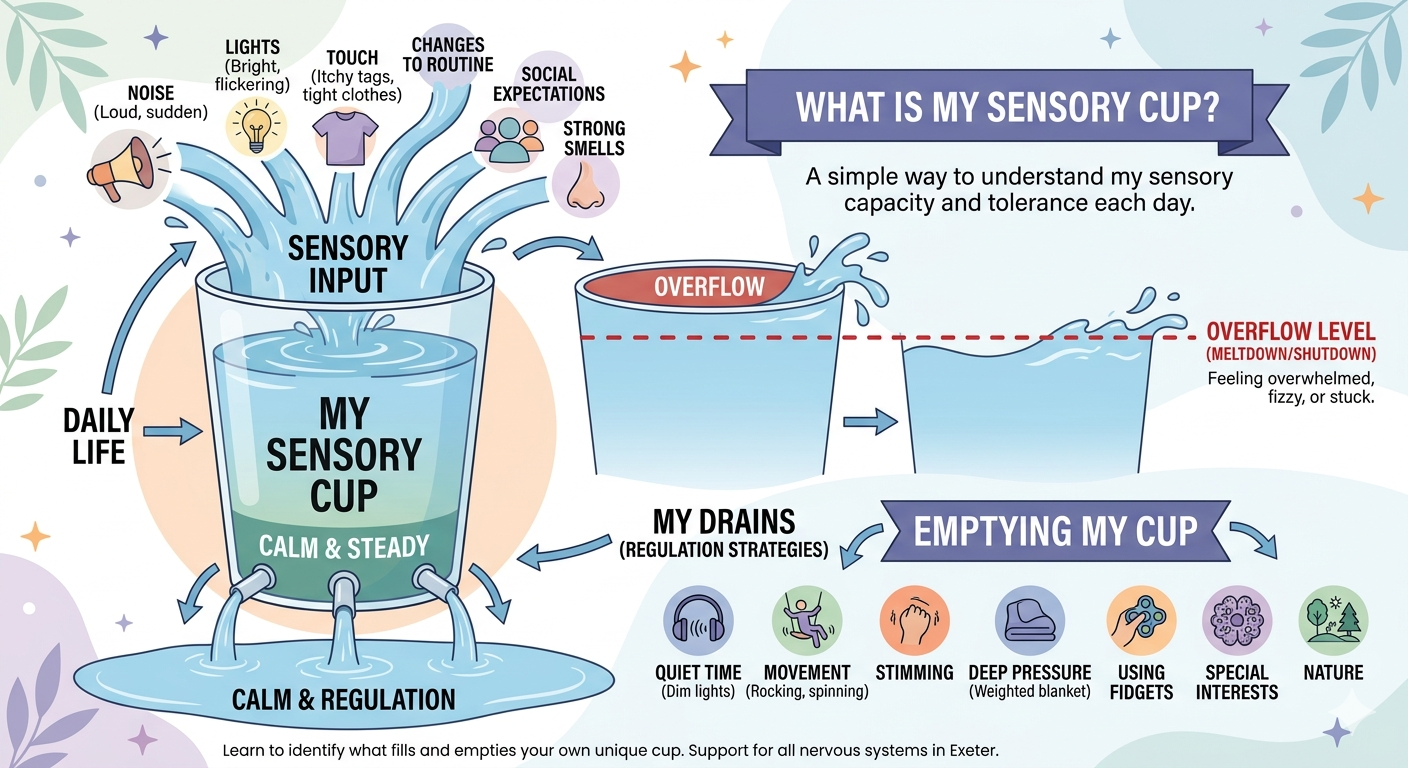 WHAT IS MY SENSORY CUP?
A simple way to understand my sensory
capacity and tolerance each day.
NOISE
(Loud, sudden)
LIGHTS
(Bright,
flickering)
TOUCH
(Itchy tags,
tight clothes)
CHANGES
TO ROUTINE
SOCIAL
EXPECTATIONS
STRONG
SMELLS
SENSORY
INPUT
DAILY
LIFE
MY
SENSORY
CUP
CALM & STEADY
CALM & REGULATION
OVERFLOW
OVERFLOW LEVEL
(MELTDOWN/SHUTDOWN)
Feeling overwhelmed,
fizzy, or stuck.
MY DRAINS
(REGULATION STRATEGIES)
EMPTYING MY CUP
QUIET TIME
(Dim lights)
MOVEMENT
(Rocking, spinning)
STIMMING
DEEP PRESSURE
(Weighted blanket)
USING
FIDGETS
SPECIAL
INTERESTS
NATURE
Learn to identify what fills and empties your own unique cup. Support for all nervous systems in Exeter.